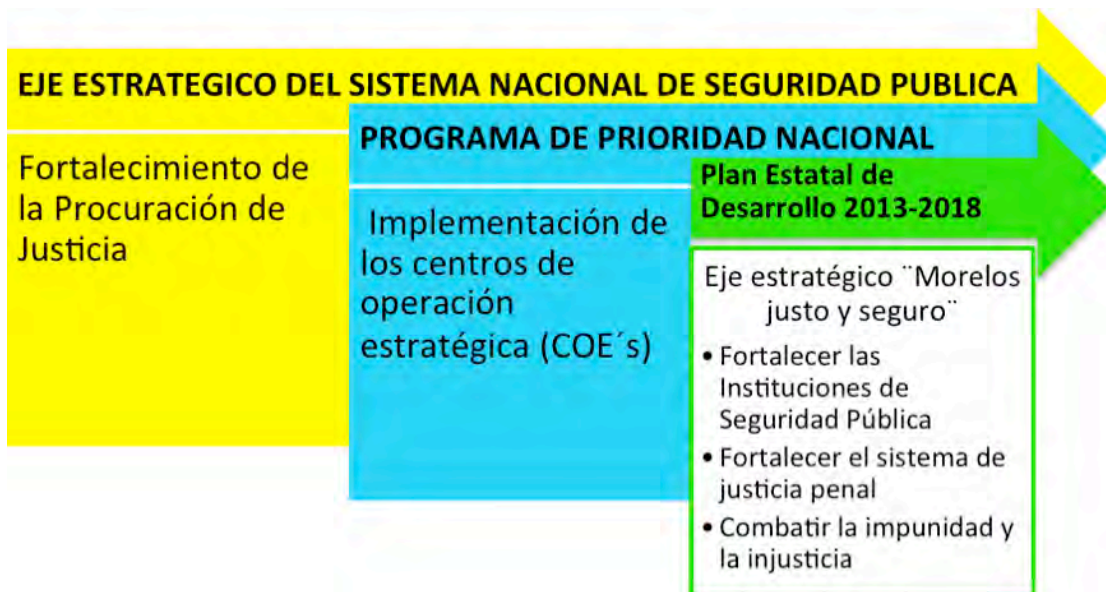 EJE ESTRATEGICO DEL SISTEMA NACIONAL DE SEGURIDAD PUBLICA
Fortalecimiento de
la Procuración de
Justicia
PROGRAMA DE PRIORIDAD NACIONAL
Implementación de
los centros de
operación
estratégica (COE´s)
Plan Estatal de
Desarrollo 2013-2018
Eje estratégico ¨Morelos
justo y seguro¨
• Fortalecer las
Instituciones de
Seguridad Pública
• Fortalecer el sistema de
justicia penal
• Combatir la impunidad y
la injusticia